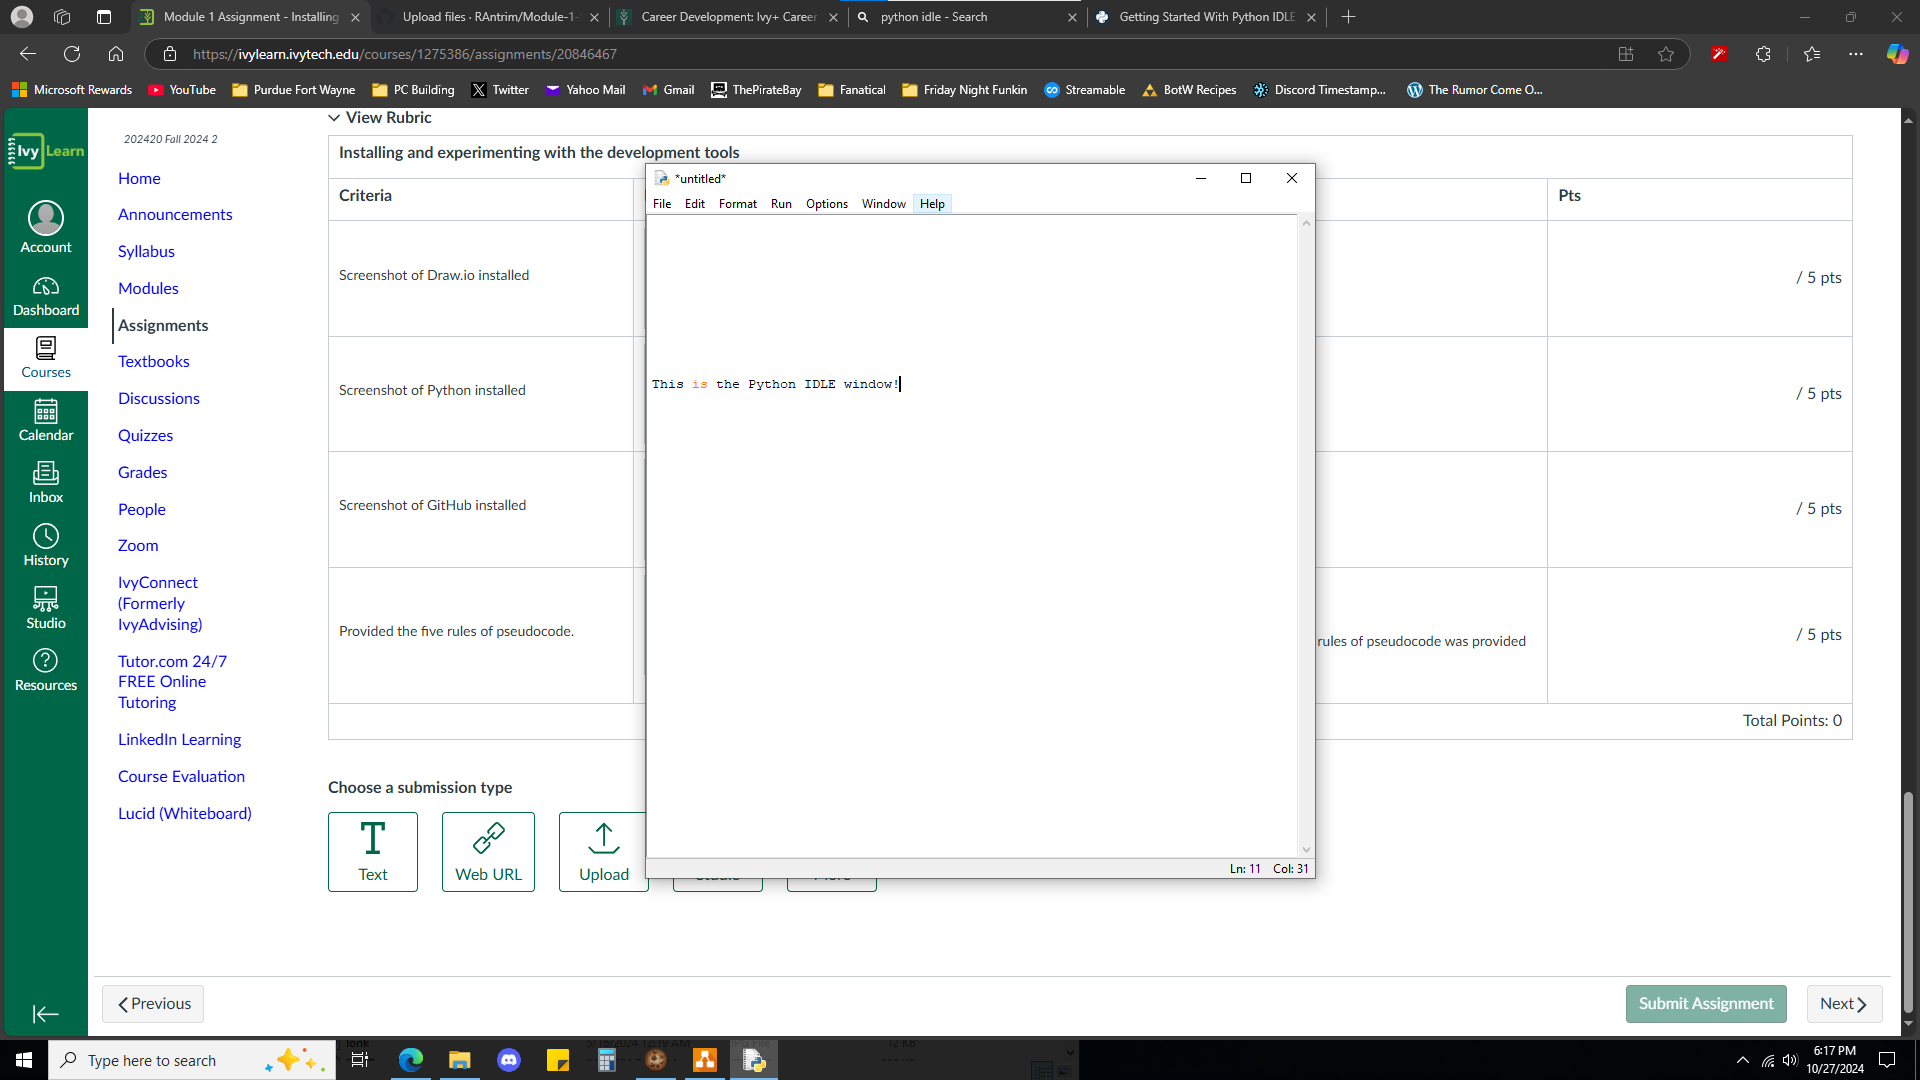 Module 1 Assignment - Installing
Upload files · RAntrim/Module-1-
Career Development: Ivy+ Career
python idle - Search
Getting Started With Python IDLE
https://ivylearn.ivytech.edu/courses/1275386/assignments/20846467
Microsoft Rewards
YouTube
Purdue Fort Wayne
PC Building
Twitter
Yahoo Mail
Gmail
ThePirateBay
Fanatical
Friday Night Funkin
Streamable
BotW Recipes
Discord Timestamp...
The Rumor Come O...
Ivy Learn
Account
Dashboard
Courses
Calendar
Inbox
History
Studio
Resources
202420 Fall 2024 2
Home
Announcements
Syllabus
Modules
Assignments
Textbooks
Discussions
Quizzes
Grades
People
Zoom
IvyConnect
(Formerly
IvyAdvising)
Tutor.com 24/7
FREE Online
Tutoring
LinkedIn Learning
Course Evaluation
Lucid (Whiteboard)
View Rubric
Installing and experimenting with the development tools
Criteria
Pts
Screenshot of Draw.io installed
/ 5 pts
Screenshot of Python installed
/ 5 pts
Screenshot of GitHub installed
/ 5 pts
Provided the five rules of pseudocode.
rules of pseudocode was provided
/ 5 pts
Total Points: 0
*untitled*
File Edit Format Run Options Window Help
This is the Python IDLE window!
Ln: 11 Col: 31
Choose a submission type
Text
Web URL
Upload
Previous
Submit Assignment
Next
Type here to search
6:17 PM
10/27/2024